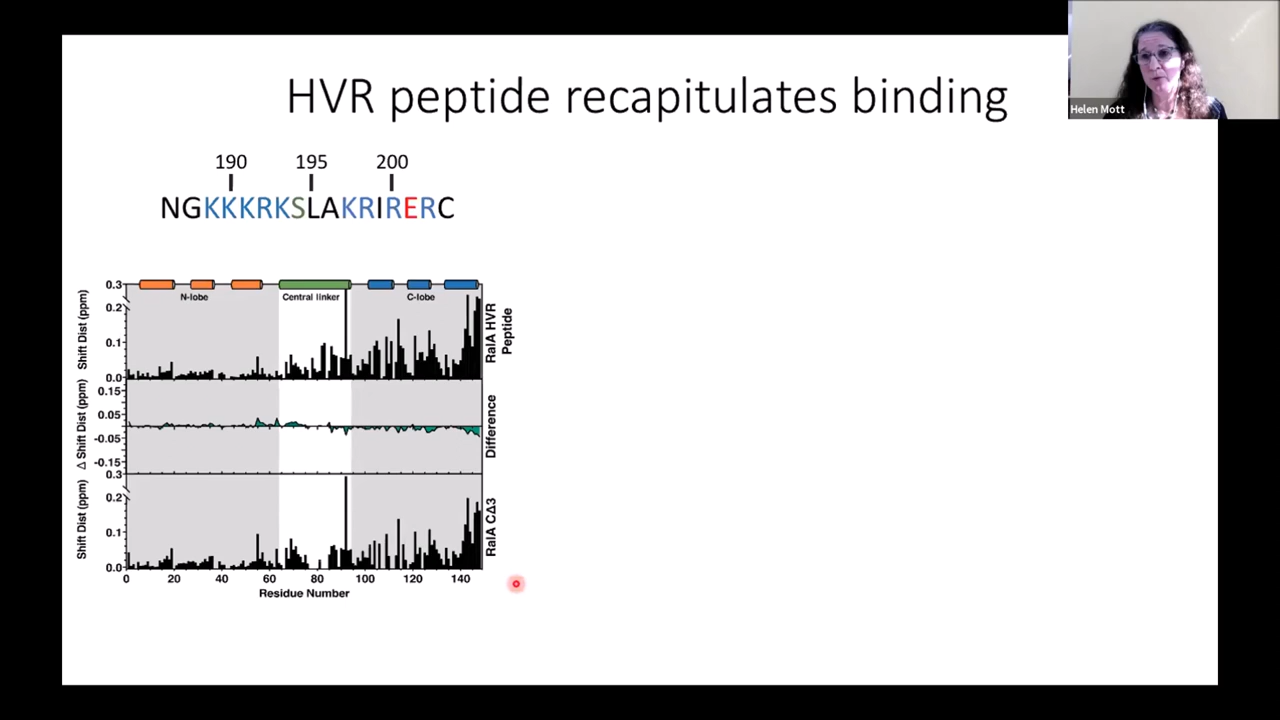 HVR peptide recapitulates binding
Helen Mott
190 195 200
NGKKKRKSLAKRIRERC
0.3
N-lobe Central linker C-lobe
0.2
0.1
0.0
Shift Dist (ppm)
RalA HVR
Peptide
0.15
0.05
-0.05
-0.15
Δ Shift Dist (ppm)
Difference
0.3
0.2
0.1
0.0
Shift Dist (ppm)
RalA CΔ3
0 20 40 60 80 100 120 140
Residue Number